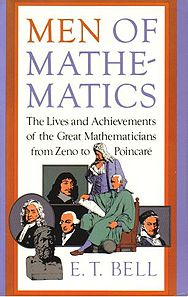 MEN OF
MATHE-
MATICS
The Lives and Achievements
of the Great Mathematicians
from Zeno to Poincaré
E. T. BELL